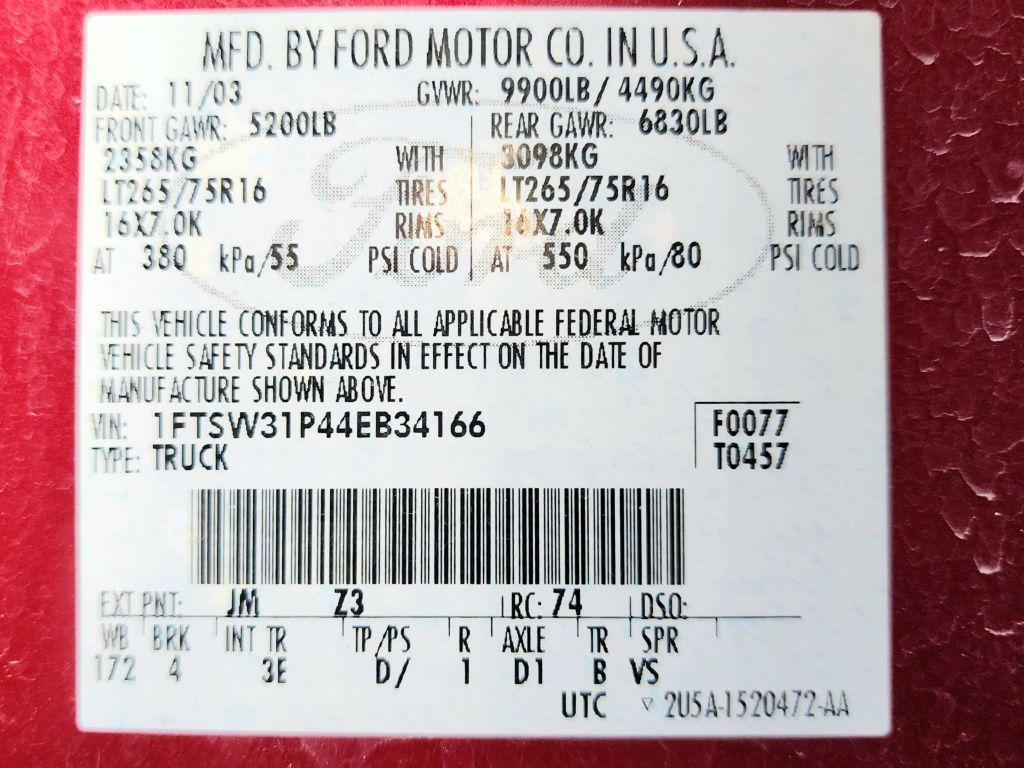 MFD. BY FORD MOTOR CO. IN U.S.A.
DATE: 11/03 GVWR: 9900LB/ 4490KG
FRONT GAWR: 5200LB REAR GAWR: 6830LB
2358KG WITH 3098KG WITH
LT265/75R16 TIRES LT265/75R16 TIRES
16X7.0K RIMS 16X7.0K RIMS
AT 380 kPa/55 PSI COLD AT 550 kPa/80 PSI COLD
THIS VEHICLE CONFORMS TO ALL APPLICABLE FEDERAL MOTOR
VEHICLE SAFETY STANDARDS IN EFFECT ON THE DATE OF
MANUFACTURE SHOWN ABOVE.
VIN: 1FTSW31P44EB34166 F0077
TYPE: TRUCK T0457
EXT PNT: JM Z3 RC: 74 DSO:
WB BRK INT TR TP/PS R AXLE TR SPR
172 4 3E D/ 1 D1 B VS
UTC ▽ 2U5A-1520472-AA
Ford